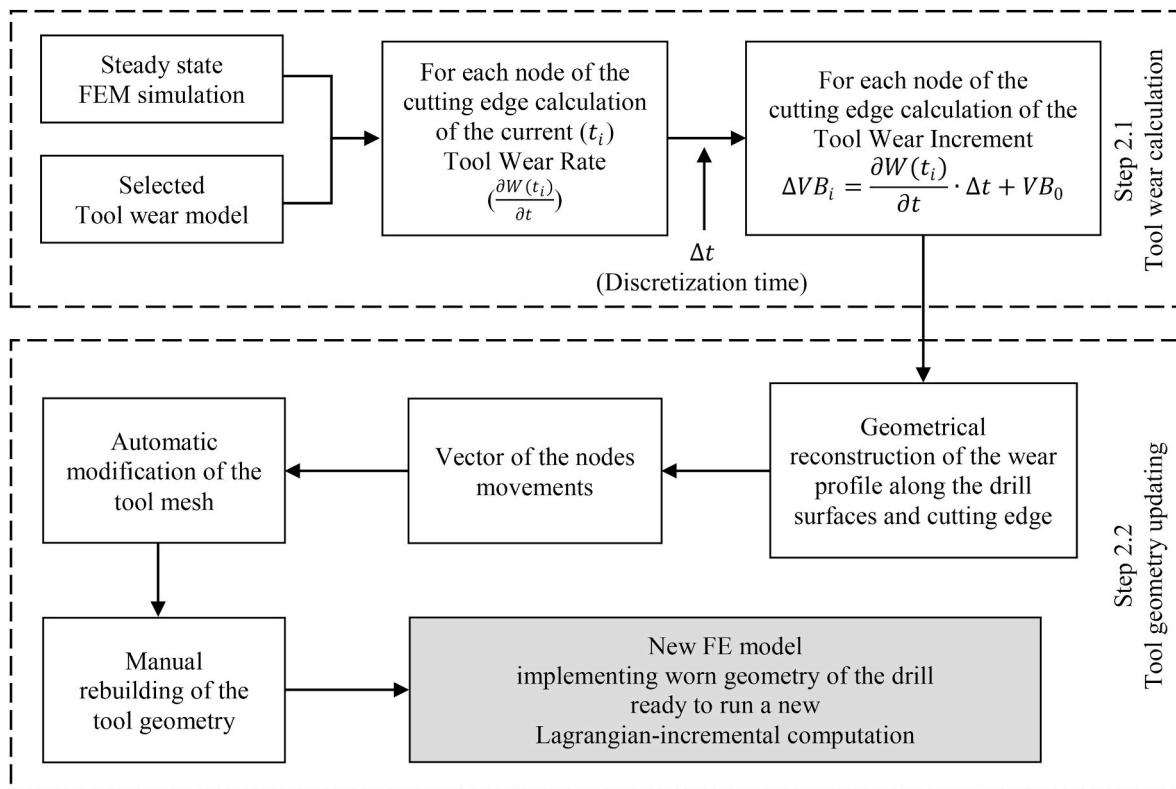 Steady state
FEM simulation
Selected
Tool wear model
For each node of the
cutting edge calculation
of the current (𝑡ᵢ)
Tool Wear Rate
(∂W(tᵢ)/∂t)
Δt
(Discretization time)
For each node of the
cutting edge calculation of the
Tool Wear Increment
ΔVBᵢ = ∂W(tᵢ)/∂t · Δt + VB₀
Step 2.1
Tool wear calculation
Geometrical
reconstruction of the wear
profile along the drill
surfaces and cutting edge
Vector of the nodes
movements
Automatic
modification of the
tool mesh
Manual
rebuilding of the
tool geometry
New FE model
implementing worn geometry of the drill
ready to run a new
Lagrangian-incremental computation
Step 2.2
Tool geometry updating